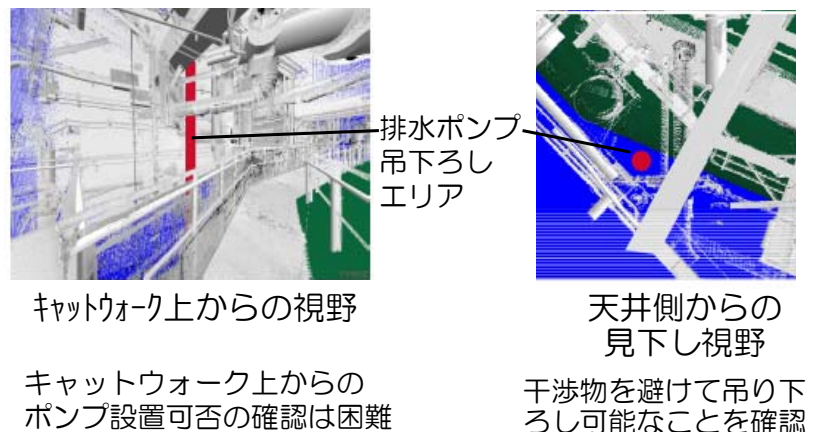 排水ポンプ
吊下ろし
エリア
ｷｬｯﾄｳｫｰｸ上からの視野
天井側からの
見下し視野
キャットウォーク上からの
ポンプ設置可否の確認は困難
干渉物を避けて吊り下
ろし可能なことを確認